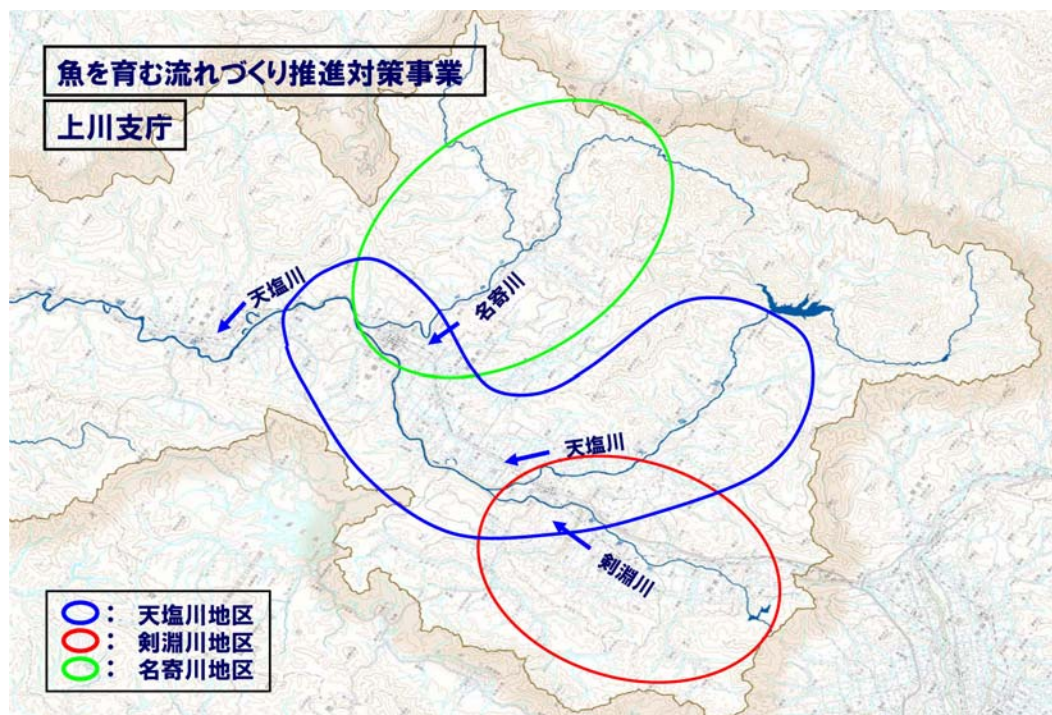 魚を育む流れづくり推進対策事業
上川支庁
天塩川
名寄川
天塩川
剣淵川
： 天塩川地区
： 剣淵川地区
： 名寄川地区